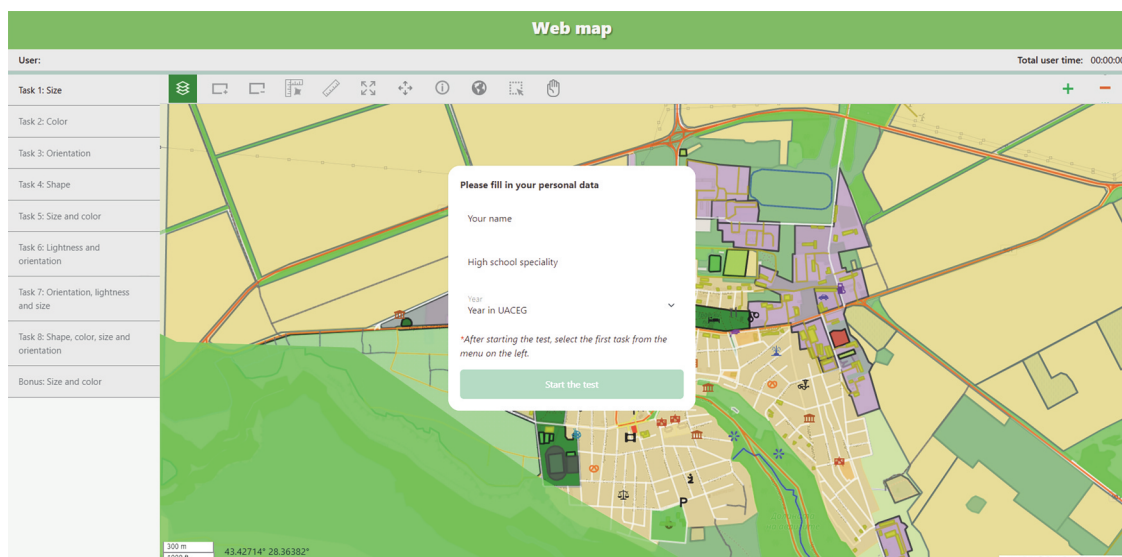 Web map
User:
Total user time: 00:00:00
Task 1: Size
Task 2: Color
Task 3: Orientation
Task 4: Shape
Task 5: Size and color
Task 6: Lightness and
orientation
Task 7: Orientation, lightness
and size
Task 8: Shape, color, size and
orientation
Bonus: Size and color
Please fill in your personal data
Your name
High school speciality
Year
Year in UACEG
*After starting the test, select the first task from the
menu on the left.
Start the test
P
300 m
43.42714° 28.36382°